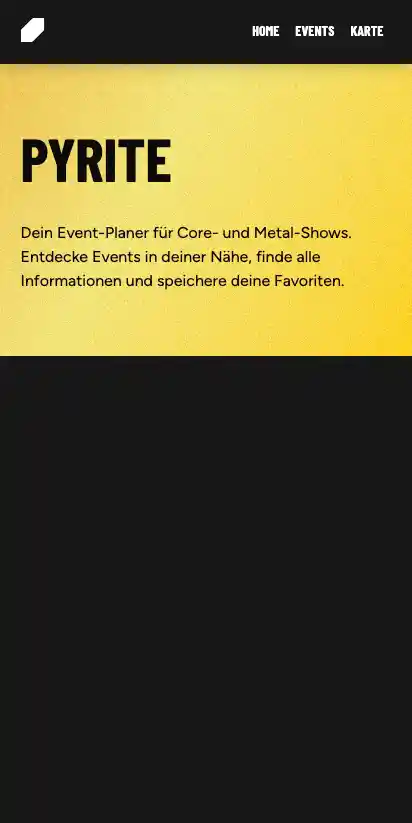 HOME EVENTS KARTE
PYRITE
Dein Event-Planer für Core- und Metal-Shows.
Entdecke Events in deiner Nähe, finde alle
Informationen und speichere deine Favoriten.